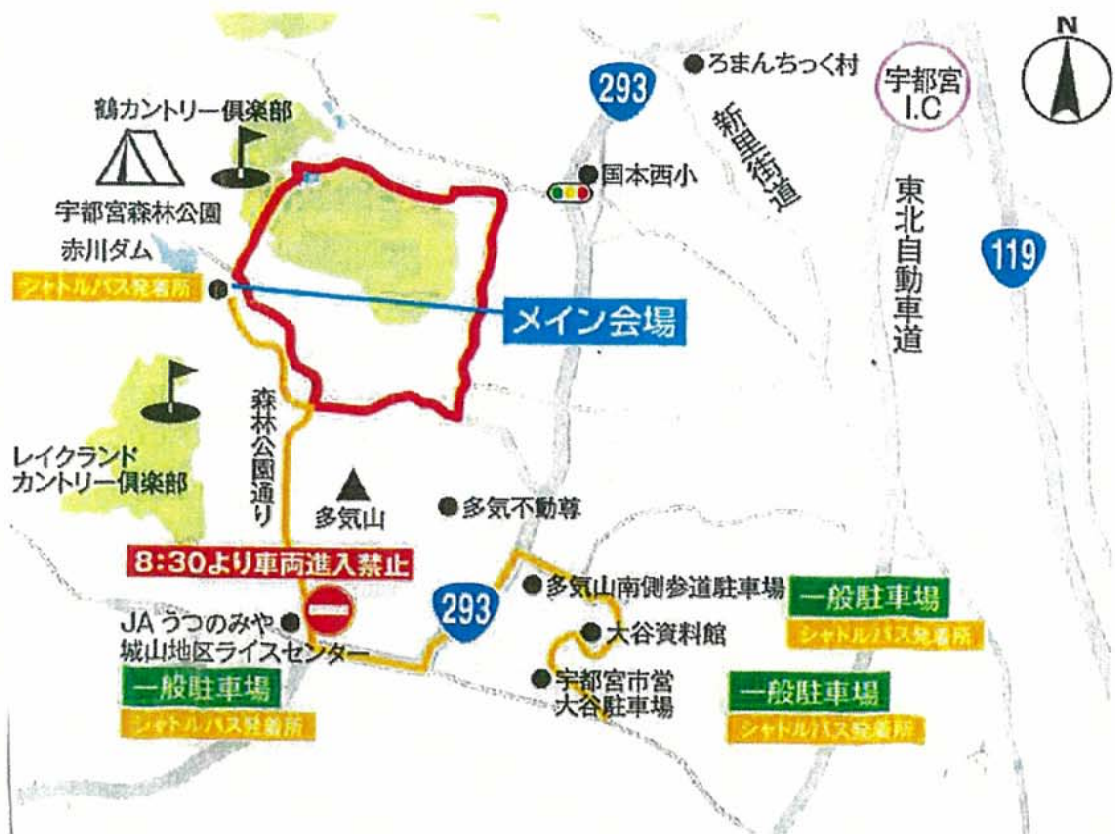 N
293
ろまんちっく村
宇都宮
I.C
鶴カントリー倶楽部
新里街道
国本西小
宇都宮森林公園
東北自動車道
赤川ダム
119
シャトルバス発着所
メイン会場
森林公園通り
レイクランド
カントリー倶楽部
多気山
多気不動尊
8:30より車両進入禁止
多気山南側参道駐車場
一般駐車場
シャトルバス発着所
293
JAうつのみや
城山地区ライスセンター
大谷資料館
一般駐車場
シャトルバス発着所
宇都宮市営
大谷駐車場
一般駐車場
シャトルバス発着所